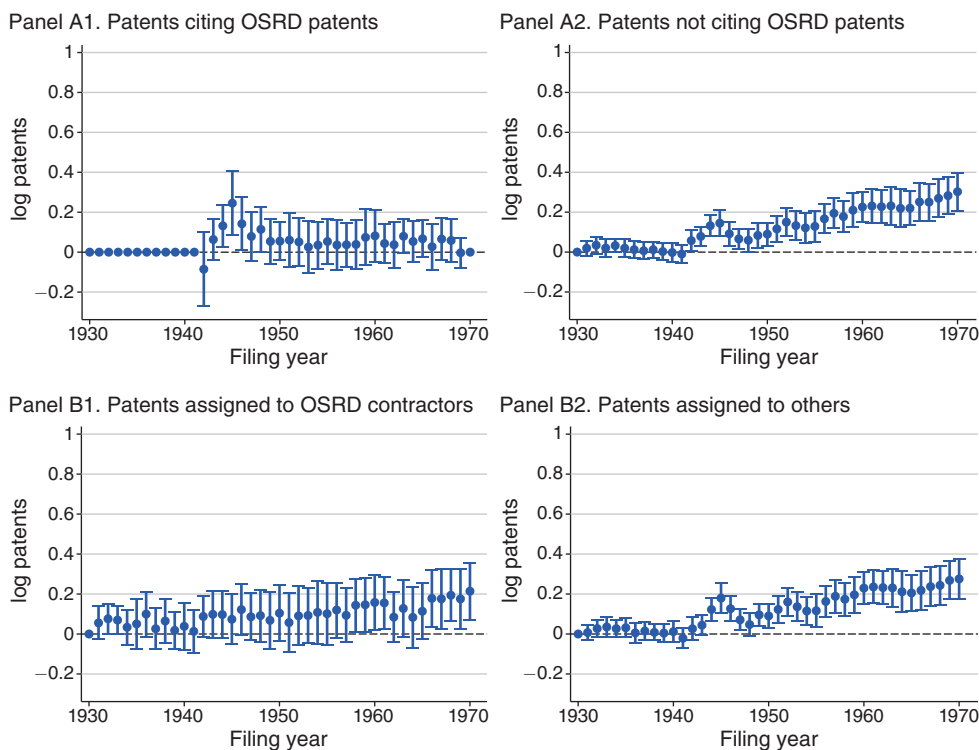 Panel A1. Patents citing OSRD patents
1
0.8
0.6
0.4
0.2
0
−0.2
log patents
1930 1940 1950 1960 1970
Filing year
Panel A2. Patents not citing OSRD patents
1
0.8
0.6
0.4
0.2
0
−0.2
log patents
1930 1940 1950 1960 1970
Filing year
Panel B1. Patents assigned to OSRD contractors
1
0.8
0.6
0.4
0.2
0
−0.2
log patents
1930 1940 1950 1960 1970
Filing year
Panel B2. Patents assigned to others
1
0.8
0.6
0.4
0.2
0
−0.2
log patents
1930 1940 1950 1960 1970
Filing year